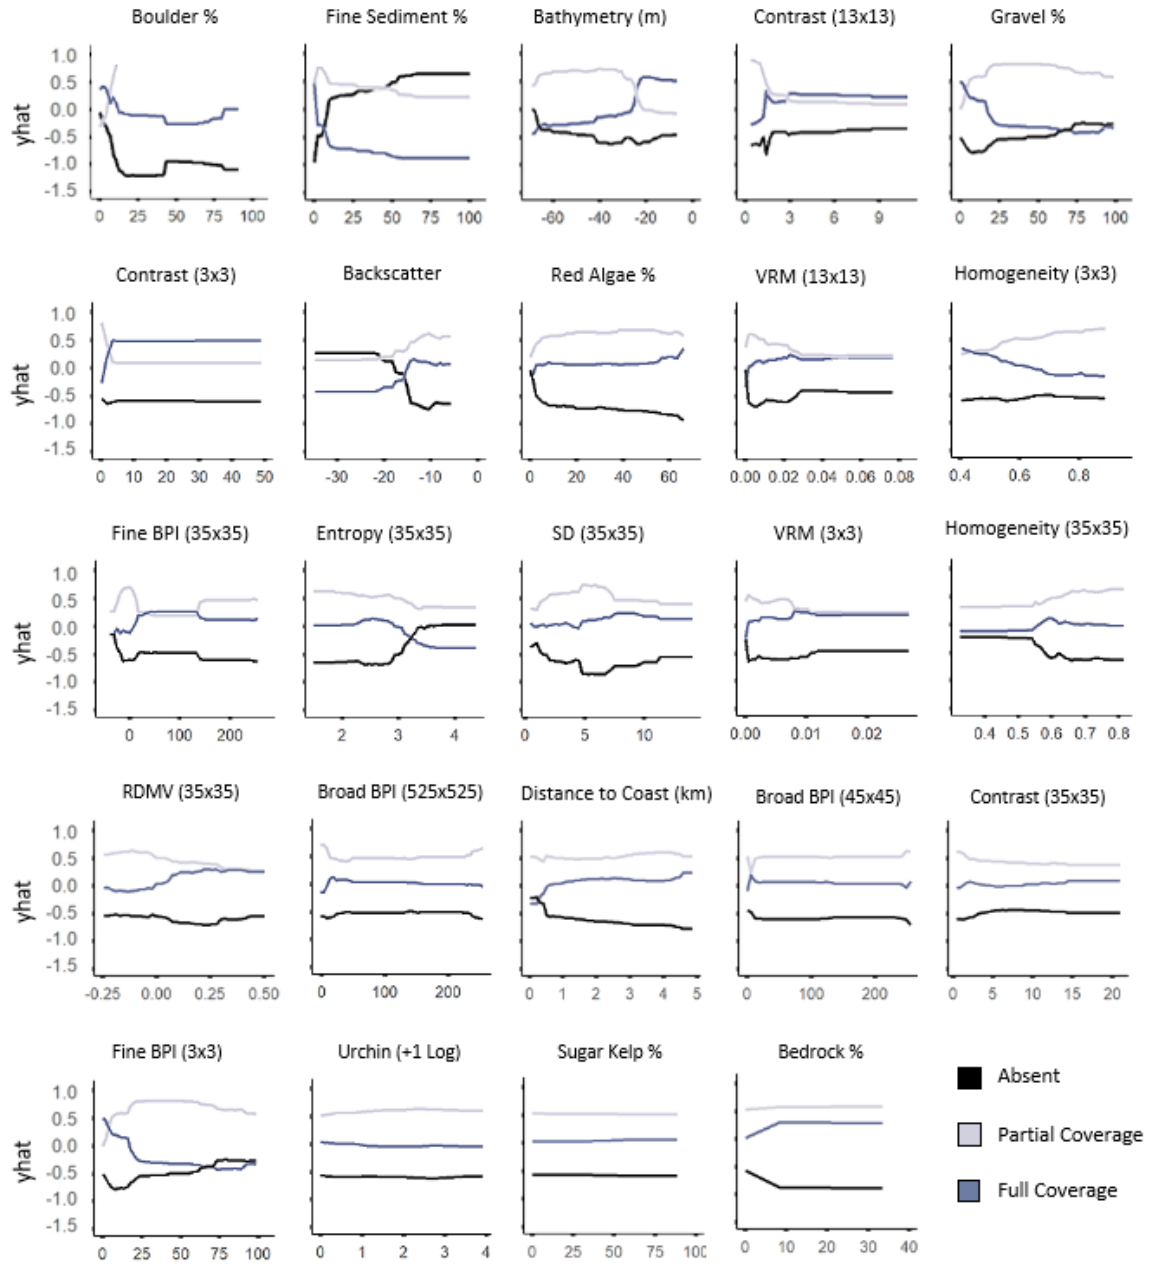 Boulder % Fine Sediment % Bathymetry (m) Contrast (13x13) Gravel %
1.0
0.5
0.0
-0.5
-1.0
-1.5
yhat
0 25 50 75 100 0 25 50 75 100 -60 -40 -20 0 0 3 6 9 0 25 50 75 100
Contrast (3x3) Backscatter Red Algae % VRM (13x13) Homogeneity (3x3)
1.0
0.5
0.0
-0.5
-1.0
-1.5
yhat
0 10 20 30 40 50 -30 -20 -10 0 0 20 40 60 0.00 0.02 0.04 0.06 0.08 0.4 0.6 0.8
Fine BPI (35x35) Entropy (35x35) SD (35x35) VRM (3x3) Homogeneity (35x35)
1.0
0.5
0.0
-0.5
-1.0
-1.5
yhat
0 100 200 2 3 4 0 5 10 0.00 0.01 0.02 0.4 0.5 0.6 0.7 0.8
RDMV (35x35) Broad BPI (525x525) Distance to Coast (km) Broad BPI (45x45) Contrast (35x35)
1.0
0.5
0.0
-0.5
-1.0
-1.5
yhat
-0.25 0.00 0.25 0.50 0 100 200 0 1 2 3 4 5 0 100 200 0 5 10 15 20
Fine BPI (3x3) Urchin (+1 Log) Sugar Kelp % Bedrock %
1.0
0.5
0.0
-0.5
-1.0
-1.5
yhat
0 25 50 75 100 0 1 2 3 4 0 25 50 75 100 0 10 20 30 40
Absent
Partial Coverage
Full Coverage